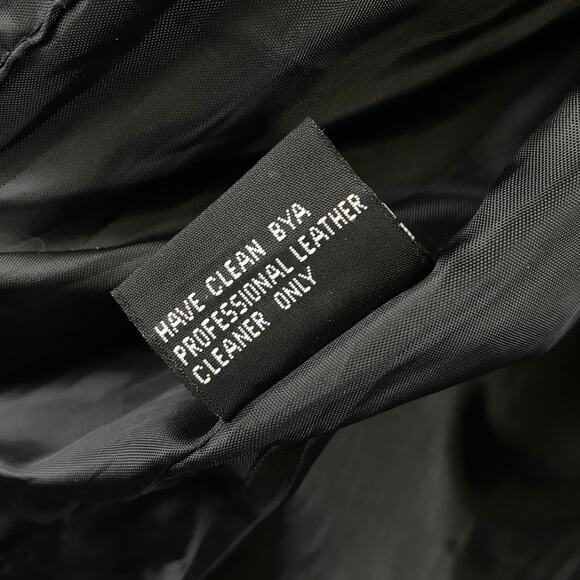 HAVE CLEAN BYA
PROFESSIONAL LEATHER
CLEANER ONLY